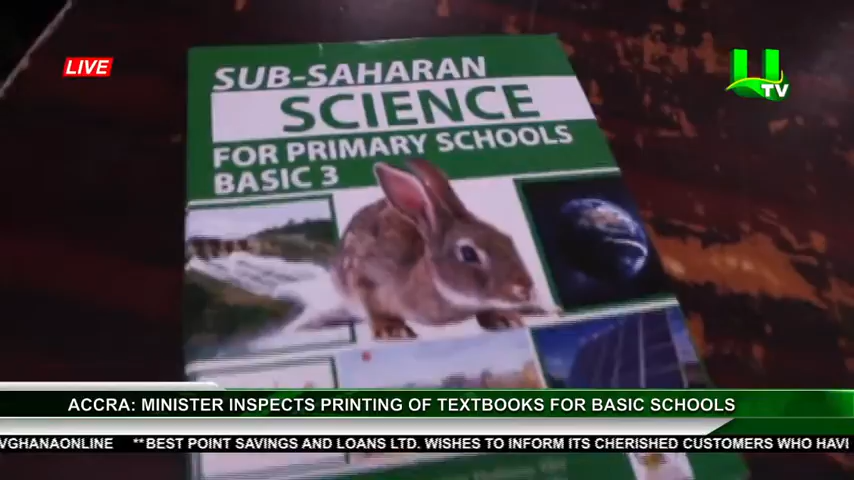 LIVE
U
TV
SUB-SAHARAN
SCIENCE
FOR PRIMARY SCHOOLS
BASIC 3
ACCRA: MINISTER INSPECTS PRINTING OF TEXTBOOKS FOR BASIC SCHOOLS
VGHANAONLINE **BEST POINT SAVINGS AND LOANS LTD. WISHES TO INFORM ITS CHERISHED CUSTOMERS WHO HAVI